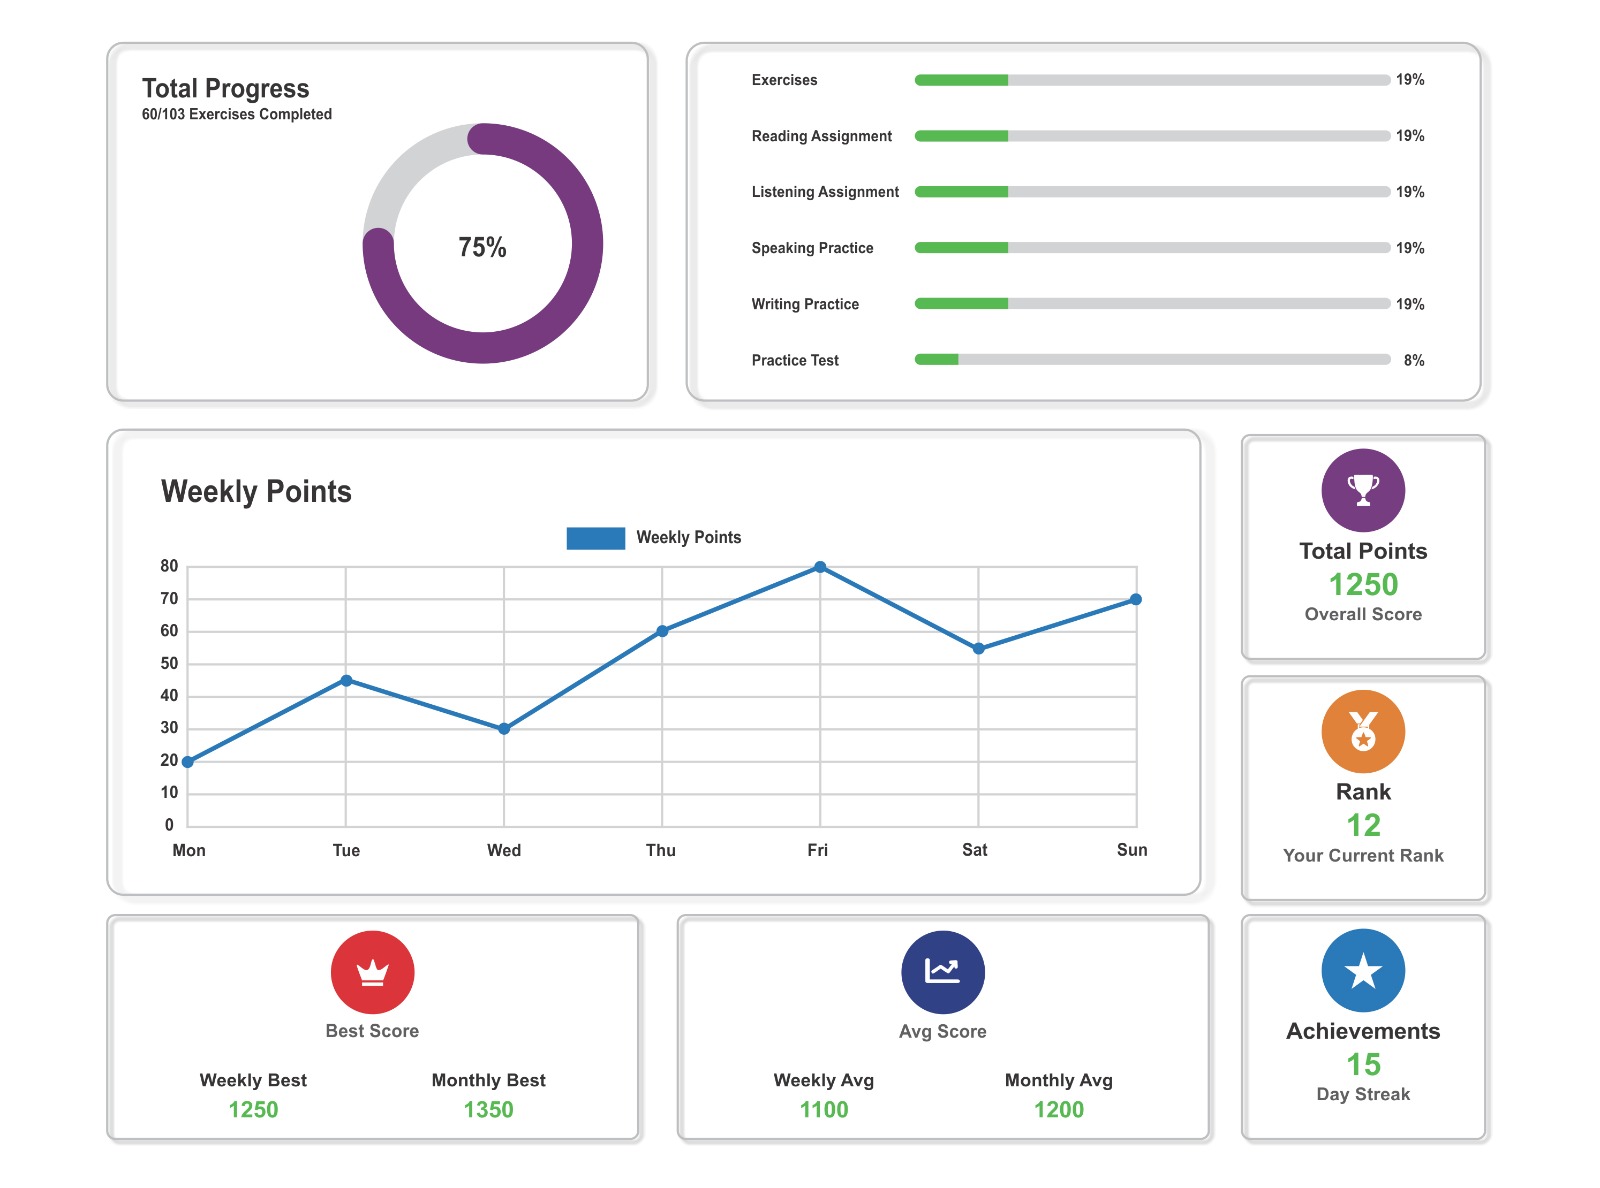 Total Progress
60/103 Exercises Completed
75%
Exercises 19%
Reading Assignment 19%
Listening Assignment 19%
Speaking Practice 19%
Writing Practice 19%
Practice Test 8%
Weekly Points
Weekly Points
80
70
60
50
40
30
20
10
0
Mon Tue Wed Thu Fri Sat Sun
Total Points
1250
Overall Score
Rank
12
Your Current Rank
Best Score
Weekly Best Monthly Best
1250 1350
Avg Score
Weekly Avg Monthly Avg
1100 1200
Achievements
15
Day Streak